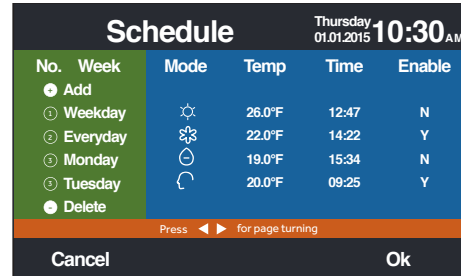 Schedule Thursday 01.01.2015 10:30 AM
No. Week Mode Temp Time Enable
+ Add
① Weekday 26.0°F 12:47 N
② Everyday 22.0°F 14:22 Y
③ Monday 19.0°F 15:34 N
③ Tuesday 20.0°F 09:25 Y
- Delete
Press ◀ ▶ for page turning
Cancel Ok